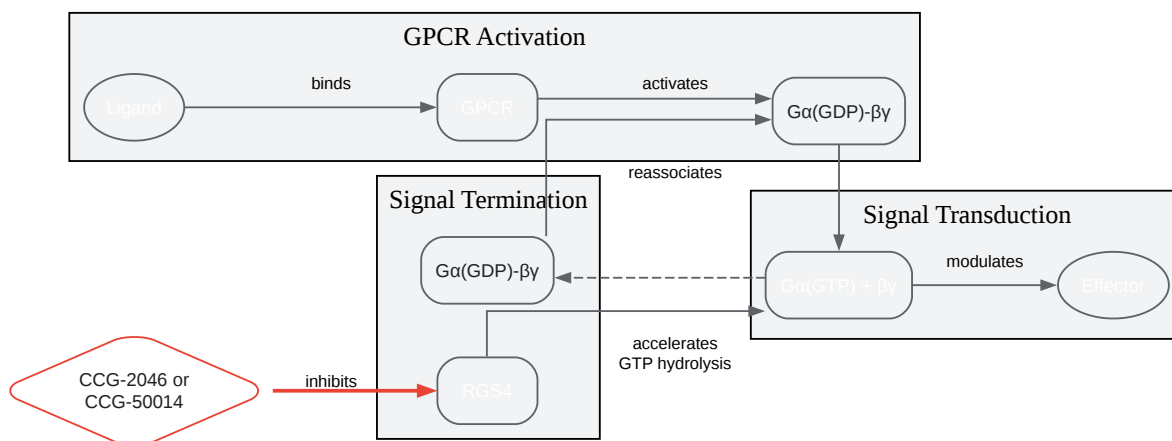 GPCR Activation
Ligand
binds
GPCR
activates
Gα(GDP)-βγ
reassociates
Signal Termination
Gα(GDP)-βγ
Signal Transduction
Gα(GTP) + βγ
modulates
Effector
accelerates
GTP hydrolysis
CCG-2046 or
CCG-50014
inhibits
RGS4